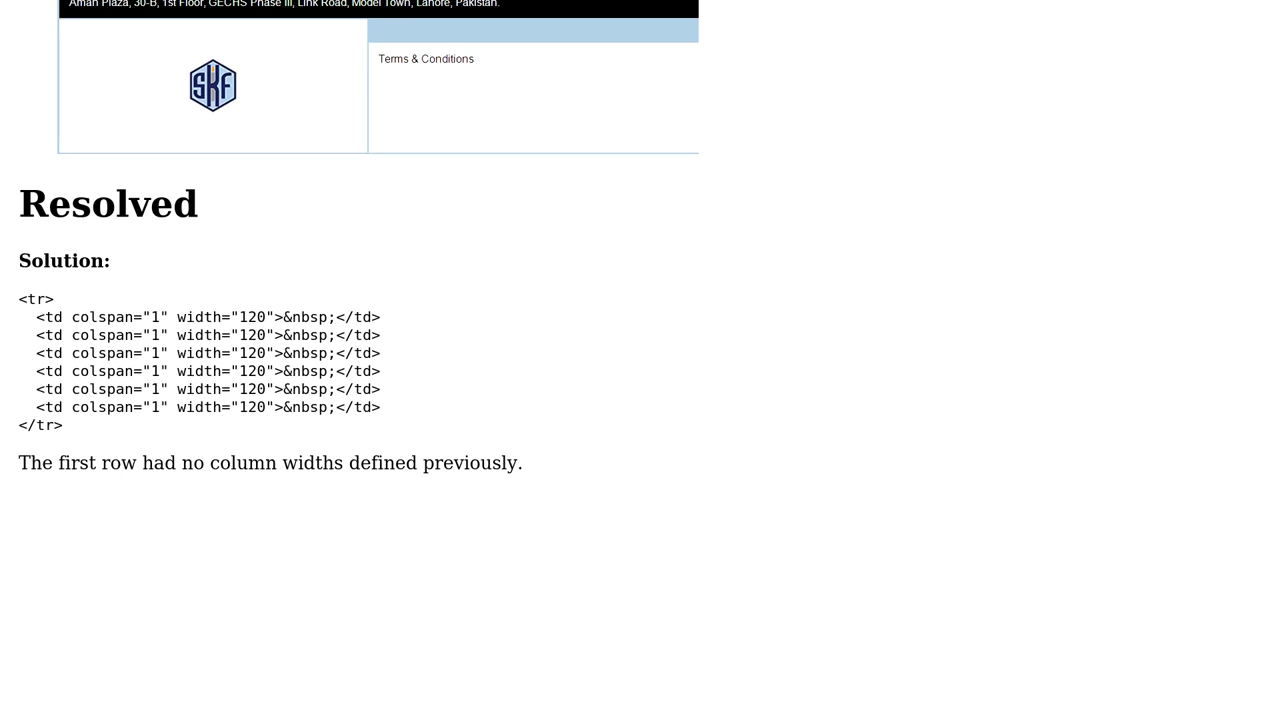 Aman Plaza, 30-B, 1st Floor, GECHS Phase III, Link Road, Model Town, Lahore, Pakistan.
Terms & Conditions
SKF
Resolved
Solution:
<tr>
  <td colspan="1" width="120">&nbsp;</td>
  <td colspan="1" width="120">&nbsp;</td>
  <td colspan="1" width="120">&nbsp;</td>
  <td colspan="1" width="120">&nbsp;</td>
  <td colspan="1" width="120">&nbsp;</td>
  <td colspan="1" width="120">&nbsp;</td>
</tr>
The first row had no column widths defined previously.